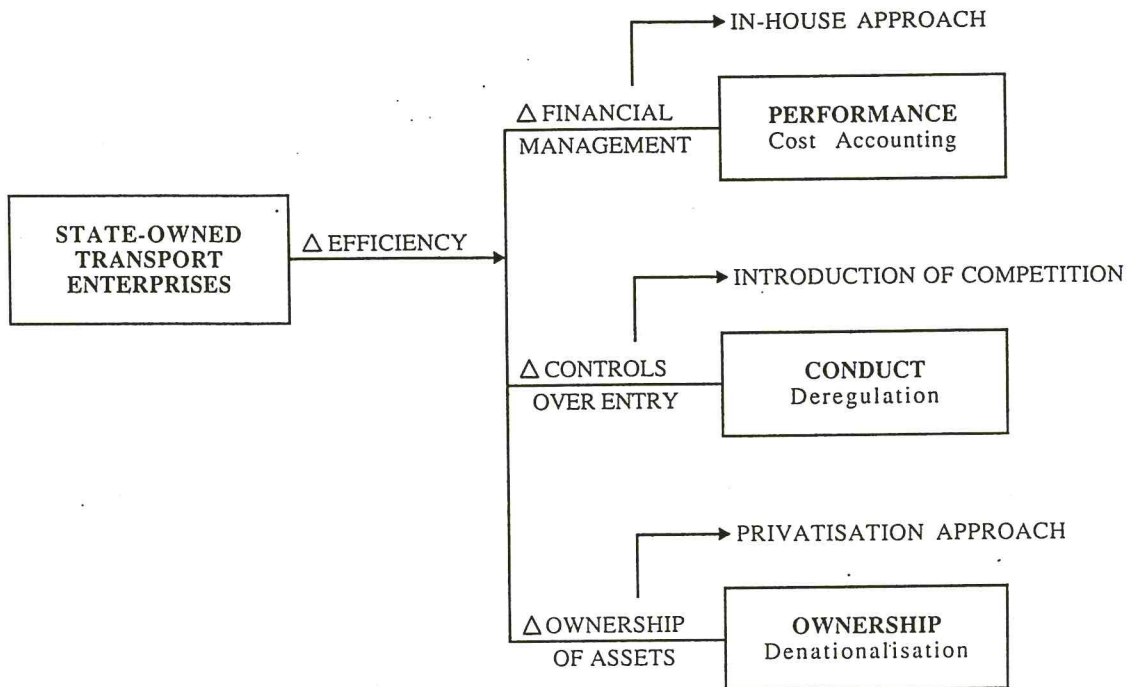 IN-HOUSE APPROACH
△ FINANCIAL
MANAGEMENT
PERFORMANCE
Cost Accounting
STATE-OWNED
TRANSPORT
ENTERPRISES
△ EFFICIENCY
INTRODUCTION OF COMPETITION
△ CONTROLS
OVER ENTRY
CONDUCT
Deregulation
PRIVATISATION APPROACH
△ OWNERSHIP
OF ASSETS
OWNERSHIP
Denationalisation